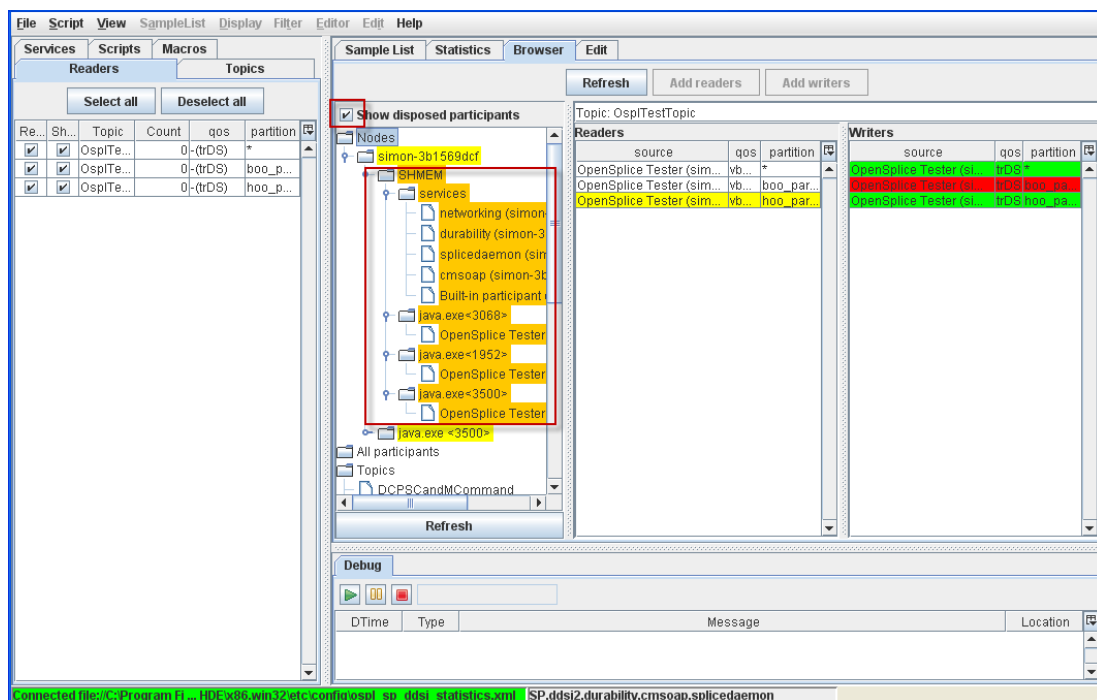 File Script View SampleList Display Filter Editor Edit Help
Services Scripts Macros
Readers Topics
Select all Deselect all
Re... Sh... Topic Count qos partition
OsplTe... 0 -(trDS) *
OsplTe... 0 -(trDS) boo_p...
OsplTe... 0 -(trDS) hoo_p...
Sample List Statistics Browser Edit
Refresh Add readers Add writers
Show disposed participants
Nodes
simon-3b1569dcf
SHMEM
services
networking (simon-
durability (simon-3
splicedaemon (sim
cmsoap (simon-3b
Built-in participant
java.exe<3068>
OpenSplice Tester
java.exe<1952>
OpenSplice Tester
java.exe<3500>
OpenSplice Tester
java.exe <3500>
All participants
Topics
DCPSCandMCommand
Refresh
Topic: OsplTestTopic
Readers
source qos partition
OpenSplice Tester (sim... vb... *
OpenSplice Tester (sim... vb... boo_par...
OpenSplice Tester (sim... vb... hoo_par...
Writers
source qos partition
OpenSplice Tester (si... trDS *
OpenSplice Tester (si... trDS boo_pa...
OpenSplice Tester (si... trDS hoo_pa...
Debug
DTime Type Message Location
Connected file://C:\Program Fi ... HDE\x86.win32\etc\config\ospl_sp_ddsi_statistics.xml SP,ddsi2,durability,cmsoap,splicedaemon